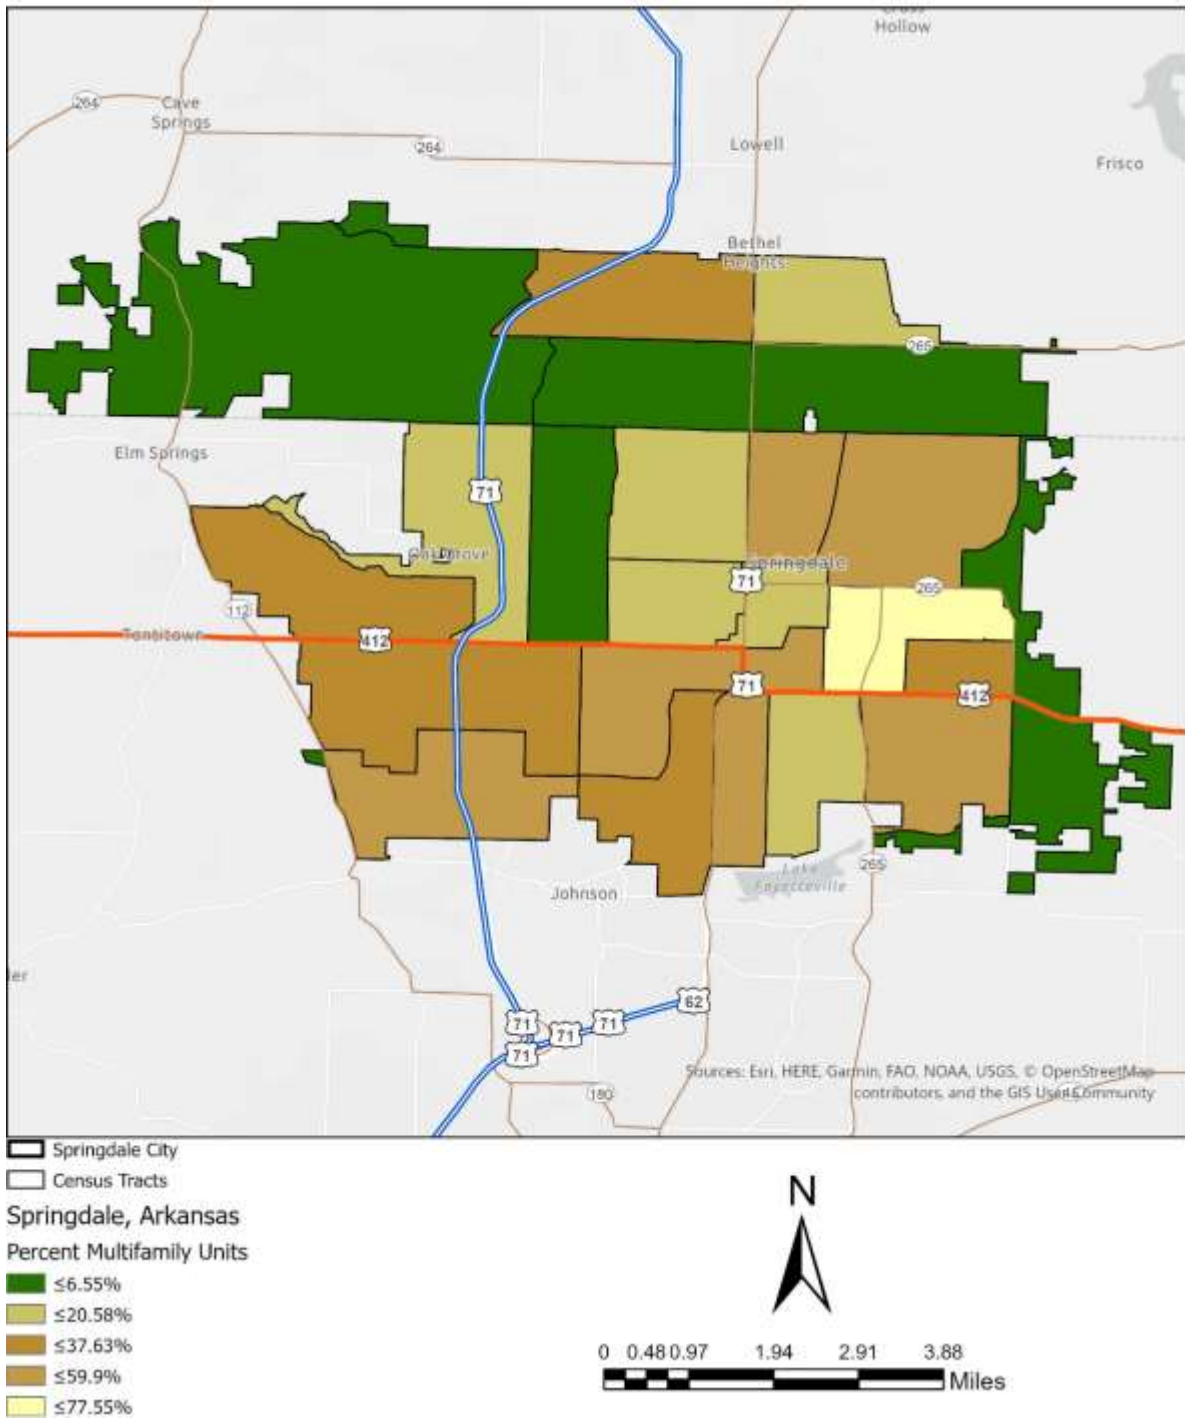 Hollow
264
Cave
Springs
264
Lowell
Frisco
Bethel
Heights
265
Elm Springs
71
Springdale
71
265
112
Tontitown
412
71
412
Lake
Fayetteville
265
Johnson
ler
62
71
71
71
71
180
Sources: Esri, HERE, Garmin, FAO, NOAA, USGS, © OpenStreetMap
contributors, and the GIS User Community
Springdale City
Census Tracts
Springdale, Arkansas
Percent Multifamily Units
≤6.55%
≤20.58%
≤37.63%
≤59.9%
≤77.55%
N
0 0.48 0.97 1.94 2.91 3.88
Miles